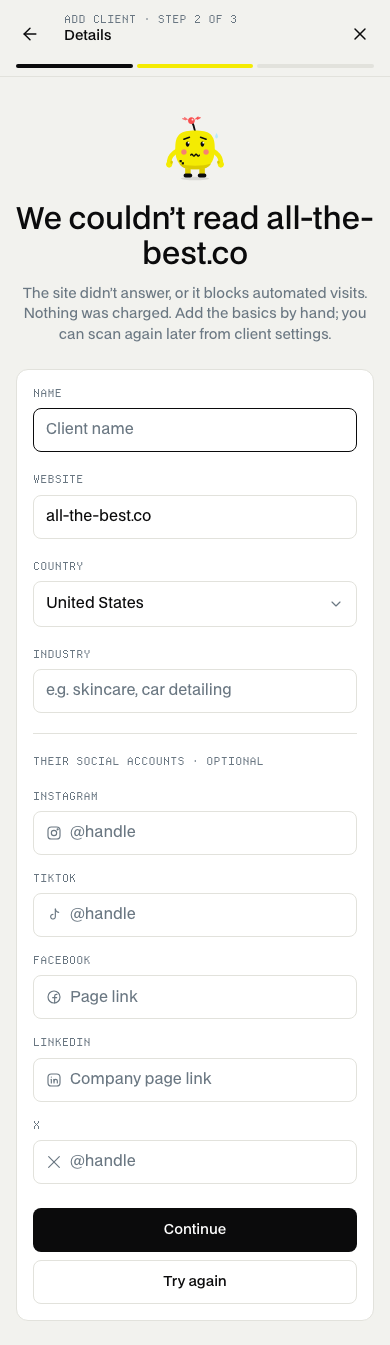 ADD CLIENT · STEP 2 OF 3
Details
We couldn’t read all-the-
best.co
The site didn’t answer, or it blocks automated visits.
Nothing was charged. Add the basics by hand; you
can scan again later from client settings.
NAME
Client name
WEBSITE
all-the-best.co
COUNTRY
United States
INDUSTRY
e.g. skincare, car detailing
THEIR SOCIAL ACCOUNTS · OPTIONAL
INSTAGRAM
@handle
TIKTOK
@handle
FACEBOOK
Page link
LINKEDIN
Company page link
X
@handle
Continue
Try again